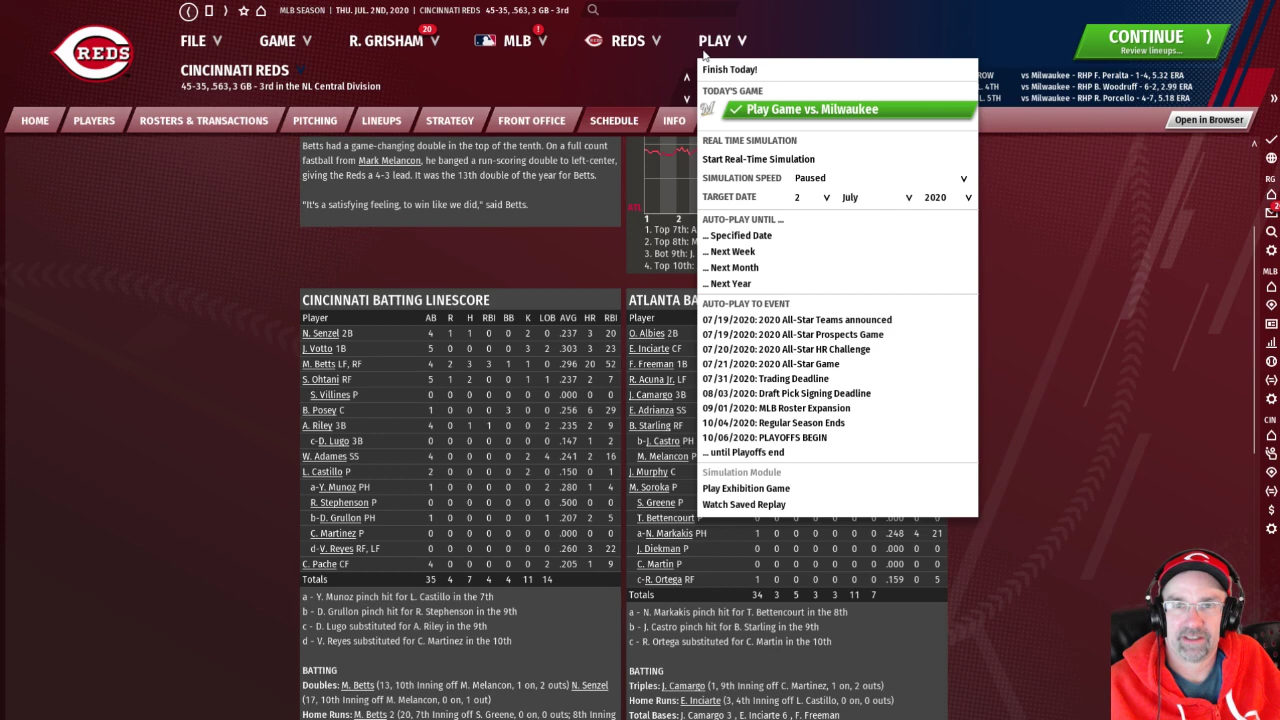 MLB SEASON | THU. JUL. 2ND, 2020 | CINCINNATI REDS 45-35, .563, 3 GB - 3rd
FILE GAME R. GRISHAM 20 MLB ! REDS PLAY
CONTINUE
Review lineups...
REDS
CINCINNATI REDS
45-35, .563, 3 GB - 3rd in the NL Central Division
vs Milwaukee - RHP F. Peralta - 1-4, 5.32 ERA
L. 4TH vs Milwaukee - RHP B. Woodruff - 6-2, 2.99 ERA
L. 5TH vs Milwaukee - RHP R. Porcello - 4-7, 5.18 ERA
HOME PLAYERS ROSTERS & TRANSACTIONS PITCHING LINEUPS STRATEGY FRONT OFFICE SCHEDULE INFO
Open in Browser
Finish Today!
TODAY'S GAME
Play Game vs. Milwaukee
REAL TIME SIMULATION
Start Real-Time Simulation
SIMULATION SPEED Paused
TARGET DATE 2 July 2020
AUTO-PLAY UNTIL ...
... Specified Date
... Next Week
... Next Month
... Next Year
AUTO-PLAY TO EVENT
07/19/2020: 2020 All-Star Teams announced
07/19/2020: 2020 All-Star Prospects Game
07/20/2020: 2020 All-Star HR Challenge
07/21/2020: 2020 All-Star Game
07/31/2020: Trading Deadline
08/03/2020: Draft Pick Signing Deadline
09/01/2020: MLB Roster Expansion
10/04/2020: Regular Season Ends
10/06/2020: PLAYOFFS BEGIN
... until Playoffs end
Simulation Module
Play Exhibition Game
Watch Saved Replay
Betts had a game-changing double in the top of the tenth. On a full count
fastball from Mark Melancon, he banged a run-scoring double to left-center,
giving the Reds a 4-3 lead. It was the 13th double of the year for Betts.
"It's a satisfying feeling, to win like we did," said Betts.
ATL
1 2
1. Top 7th: A
2. Top 8th: M
3. Bot 9th: J.
4. Top 10th:
CINCINNATI BATTING LINESCORE
Player AB R H RBI BB K LOB AVG HR RBI
N. Senzel 2B 4 1 1 0 0 2 0 .237 3 20
J. Votto 1B 5 0 0 0 0 3 2 .303 3 23
M. Betts LF, RF 4 2 3 3 1 1 0 .296 20 52
S. Ohtani RF 5 1 2 0 0 1 1 .237 2 7
S. Villines P 0 0 0 0 0 0 0 .000 0 0
B. Posey C 1 0 0 0 3 0 0 .256 6 29
A. Riley 3B 4 0 1 1 0 0 2 .235 2 9
c-D. Lugo 3B 0 0 0 0 0 0 0 .147 1 2
W. Adames SS 4 0 0 0 0 2 4 .241 2 16
L. Castillo P 2 0 0 0 0 2 0 .150 0 1
a-Y. Munoz PH 1 0 0 0 0 0 2 .280 1 4
R. Stephenson P 0 0 0 0 0 0 0 .500 0 0
b-D. Grullon PH 1 0 0 0 0 0 1 .207 2 5
C. Martinez P 0 0 0 0 0 0 0 .000 0 0
d-V. Reyes RF, LF 0 0 0 0 0 0 0 .260 3 22
C. Pache CF 4 0 0 0 0 0 2 .205 1 9
Totals 35 4 7 4 4 11 14
a - Y. Munoz pinch hit for L. Castillo in the 7th
b - D. Grullon pinch hit for R. Stephenson in the 9th
c - D. Lugo substituted for A. Riley in the 9th
d - V. Reyes substituted for C. Martinez in the 10th
BATTING
Doubles: M. Betts (13, 10th Inning off M. Melancon, 1 on, 2 outs) N. Senzel
(17, 10th Inning off M. Melancon, 0 on, 1 out)
Home Runs: M. Betts 2 (20, 7th Inning off S. Greene, 0 on, 0 outs; 8th Inning
ATLANTA BA
Player
O. Albies 2B
E. Inciarte CF
F. Freeman 1B
R. Acuna Jr. LF
J. Camargo 3B
E. Adrianza SS
B. Starling RF
b-J. Castro PH
M. Melancon P
J. Murphy C
M. Soroka P
S. Greene P
T. Bettencourt P 0 0 0 0 0 0 0 .000 0 0
a-N. Markakis PH 1 0 0 0 0 0 0 .248 4 21
J. Diekman P 0 0 0 0 0 0 0 .000 0 0
C. Martin P 0 0 0 0 0 0 0 .000 0 0
c-R. Ortega RF 1 0 0 0 0 0 0 .159 0 5
Totals 34 3 5 3 3 11 7
a - N. Markakis pinch hit for T. Bettencourt in the 8th
b - J. Castro pinch hit for B. Starling in the 9th
c - R. Ortega substituted for C. Martin in the 10th
BATTING
Triples: J. Camargo (1, 9th Inning off C. Martinez, 1 on, 2 outs)
Home Runs: E. Inciarte (3, 4th Inning off L. Castillo, 0 on, 0 outs)
Total Bases: J. Camargo 3 , E. Inciarte 6 , F. Freeman
RG
MLB
CIN